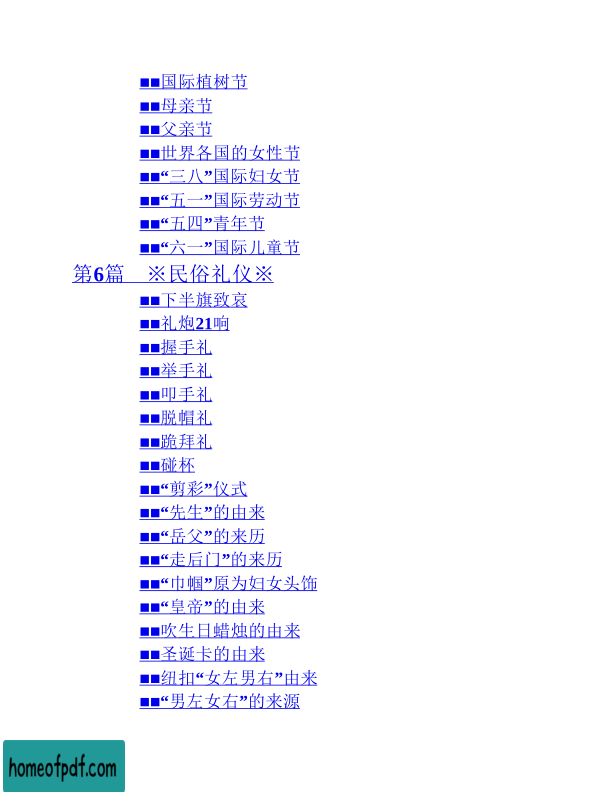 ■■国际植树节
■■母亲节
■■父亲节
■■世界各国的女性节
■■“三八”国际妇女节
■■“五一”国际劳动节
■■“五四”青年节
■■“六一”国际儿童节
第6篇　※民俗礼仪※
■■下半旗致哀
■■礼炮21响
■■握手礼
■■举手礼
■■叩手礼
■■脱帽礼
■■跪拜礼
■■碰杯
■■“剪彩”仪式
■■“先生”的由来
■■“岳父”的来历
■■“走后门”的来历
■■“巾帼”原为妇女头饰
■■“皇帝”的由来
■■吹生日蜡烛的由来
■■圣诞卡的由来
■■纽扣“女左男右”由来
■■“男左女右”的来源
homeofpdf.com